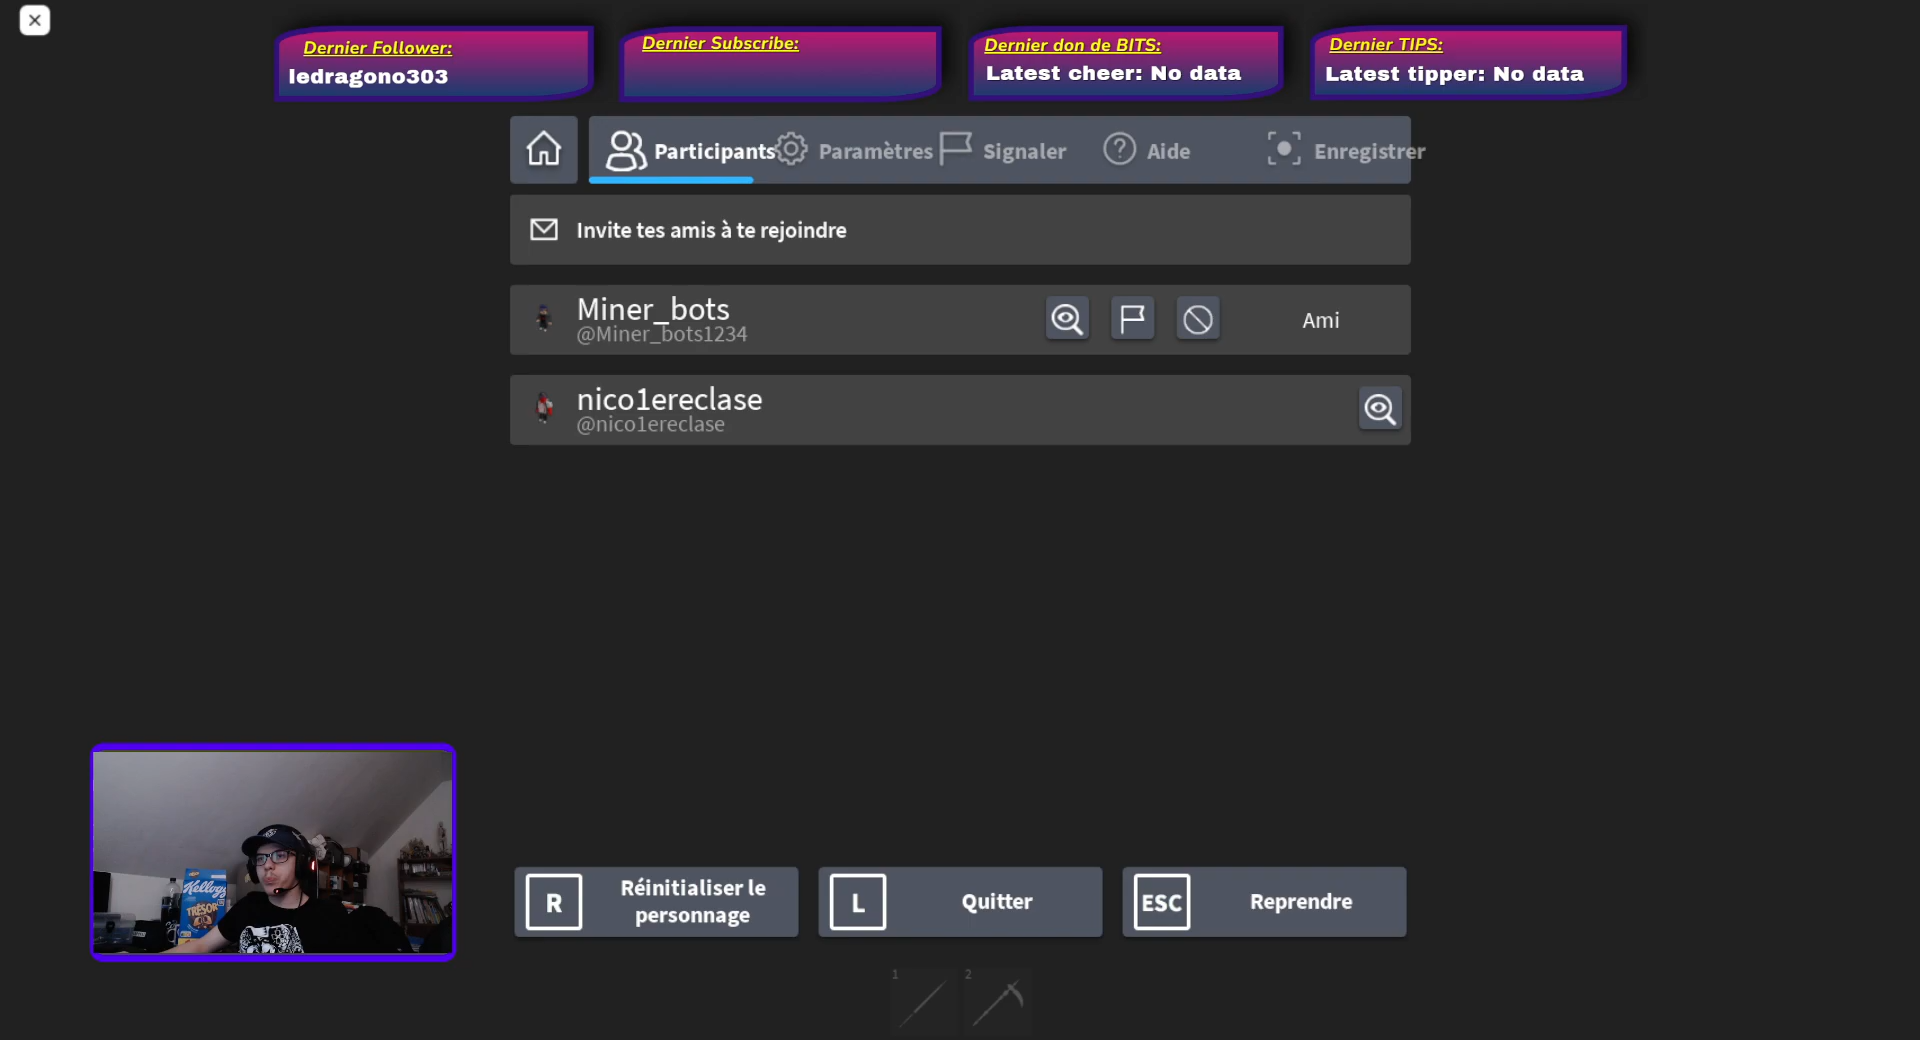 Dernier Follower:
ledragono303
Dernier Subscribe:
Dernier don de BITS:
Latest cheer: No data
Dernier TIPS:
Latest tipper: No data
Participants
Paramètres
Signaler
Aide
Enregistrer
Invite tes amis à te rejoindre
Miner_bots
@Miner_bots1234
Ami
nico1ereclase
@nico1ereclase
Kellogg
TRÉSOR
R
Réinitialiser le
personnage
L
Quitter
ESC
Reprendre
1
2